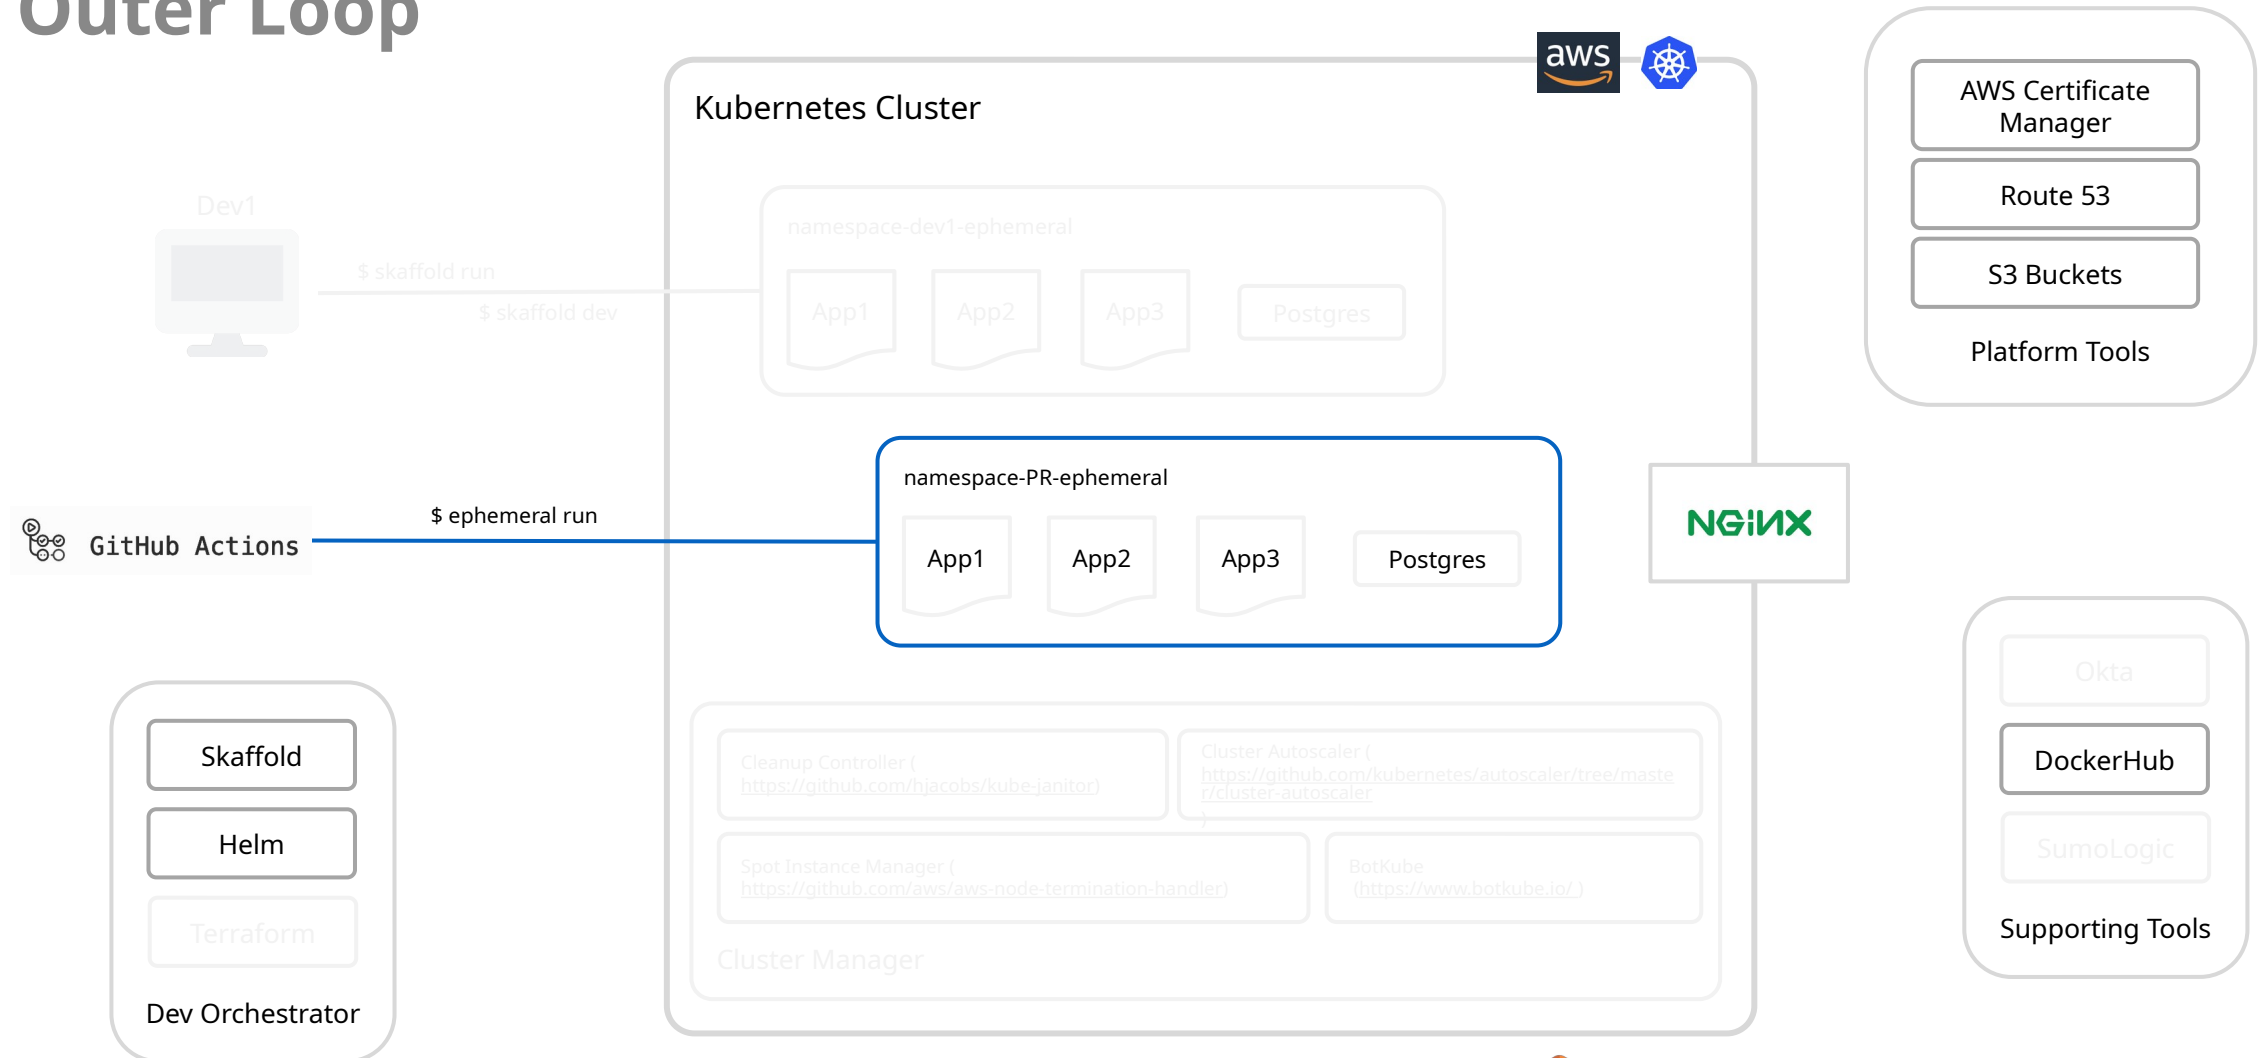 Outer Loop
aws
Kubernetes Cluster
AWS Certificate
Manager
Route 53
S3 Buckets
Platform Tools
Dev1
$ skaffold run
$ skaffold dev
namespace-dev1-ephemeral
App1
App2
App3
Postgres
GitHub Actions
$ ephemeral run
namespace-PR-ephemeral
App1
App2
App3
Postgres
NGINX
Skaffold
Helm
Terraform
Dev Orchestrator
Cleanup Controller (
https://github.com/hjacobs/kube-janitor)
Cluster Autoscaler (
https://github.com/kubernetes/autoscaler/tree/maste
r/cluster-autoscaler
)
Spot Instance Manager (
https://github.com/aws/aws-node-termination-handler)
BotKube
(https://www.botkube.io/ )
Cluster Manager
Okta
DockerHub
SumoLogic
Supporting Tools